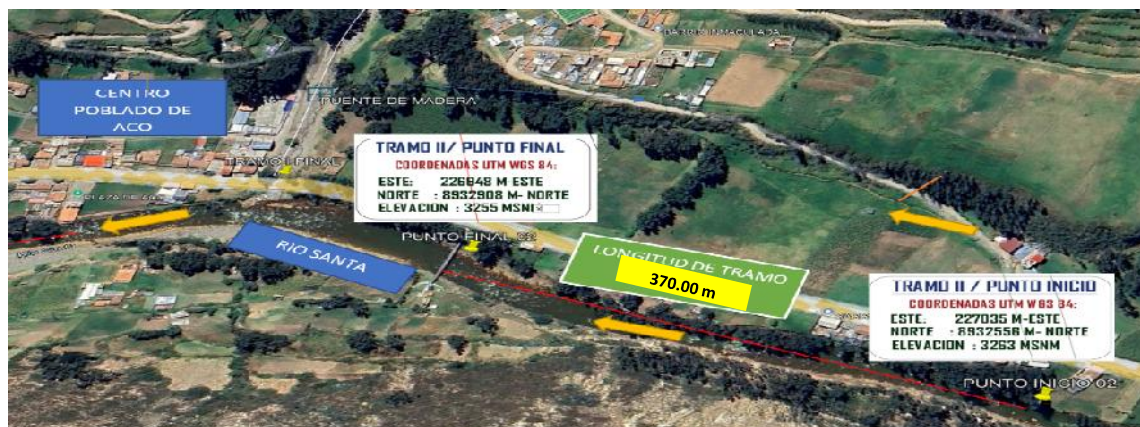 BARRIO INMACULADA
CENTRO
POBLADO DE
ACO
PUENTE DE MADERA
TRAMO I FINAL
TRAMO II/ PUNTO FINAL
COORDENADAS UTM WGS 84:
ESTE: 226848 M-ESTE
NORTE : 8932908 M- NORTE
ELEVACION : 3255 MSNM
PUNTO FINAL 02
RIO SANTA
LONGITUD DE TRAMO
370.00 m
TRAMO II / PUNTO INICIO
COORDENADAS UTM WGS 84:
ESTE: 227035 M-ESTE
NORTE : 8932556 M- NORTE
ELEVACION : 3263 MSNM
PUNTO INICIO 02